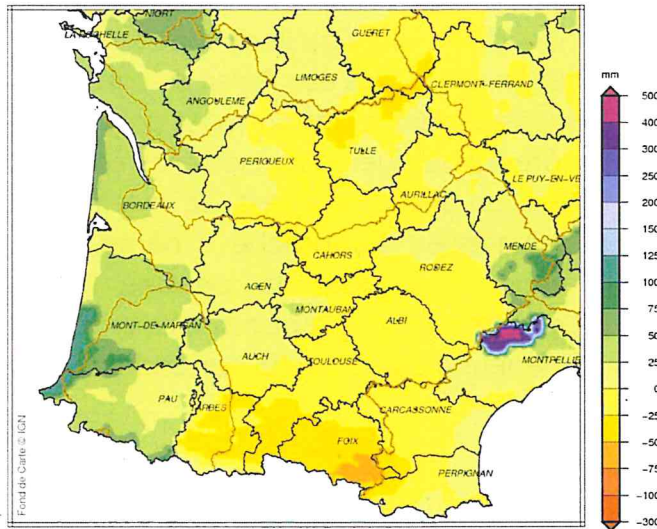 NIORT
LA ROCHELLE
GUERET
LIMOGES
CLERMONT-FERRAND
ANGOULEME
TULLE
PERIGUEUX
LE PUY-EN-VE
AURILLAC
BORDEAUX
MENDE
CAHORS
RODEZ
AGEN
MONTAUBAN
ALBI
MONT-DE-MARSAN
AUCH
TOULOUSE
MONTPELLIE
PAU
TARBES
CARCASSONNE
FOIX
PERPIGNAN
Fond de Carte © IGN
mm
500
400
300
250
200
150
125
100
75
50
25
0
-25
-50
-75
-100
-300